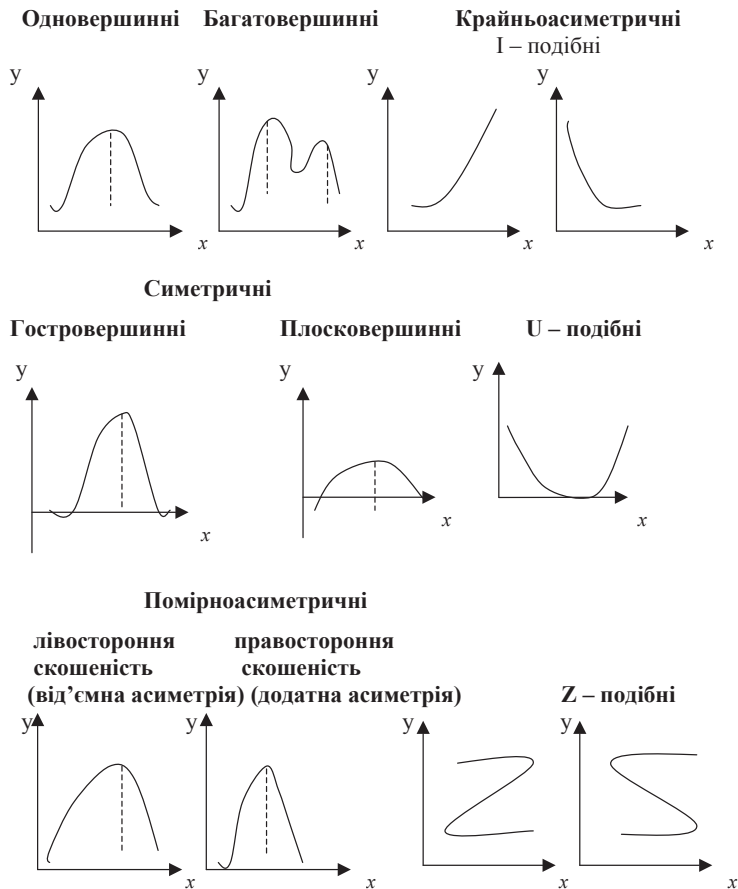 Одновершинні Багатовершинні Крайньоасиметричні
І – подібні
y y y y
x x x x
Симетричні
Гостровершинні Плосковершинні U – подібні
y y y
x x x
Помірноасиметричні
лівостороння правостороння
скошеність скошеність
(від’ємна асиметрія) (додатна асиметрія) Z – подібні
y y y y
x x x x